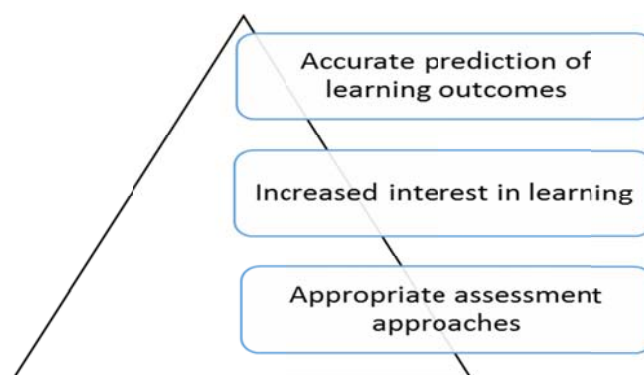 Accurate prediction of
learning outcomes
Increased interest in learning
Appropriate assessment
approaches